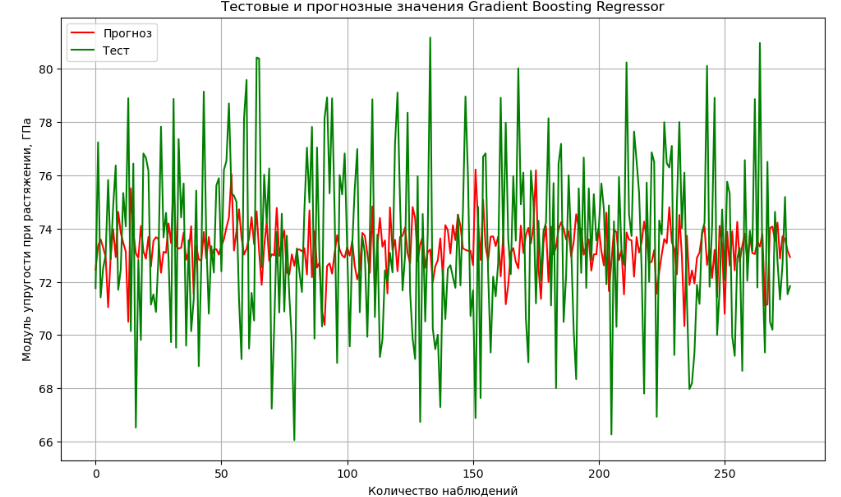 Тестовые и прогнозные значения Gradient Boosting Regressor
Прогноз
Тест
Модуль упругости при растяжении, ГПа
80
78
76
74
72
70
68
66
0
50
100
150
200
250
Количество наблюдений